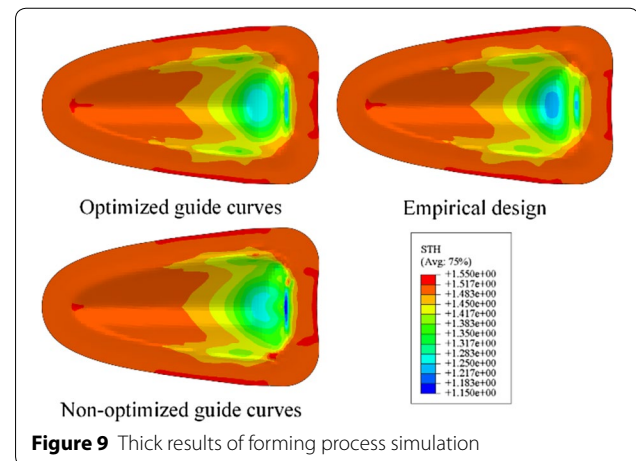 Optimized guide curves
Empirical design
Non-optimized guide curves
STH
(Avg: 75%)
+1.550e+00
+1.517e+00
+1.483e+00
+1.450e+00
+1.417e+00
+1.383e+00
+1.350e+00
+1.317e+00
+1.283e+00
+1.250e+00
+1.217e+00
+1.183e+00
+1.150e+00
Figure 9 Thick results of forming process simulation